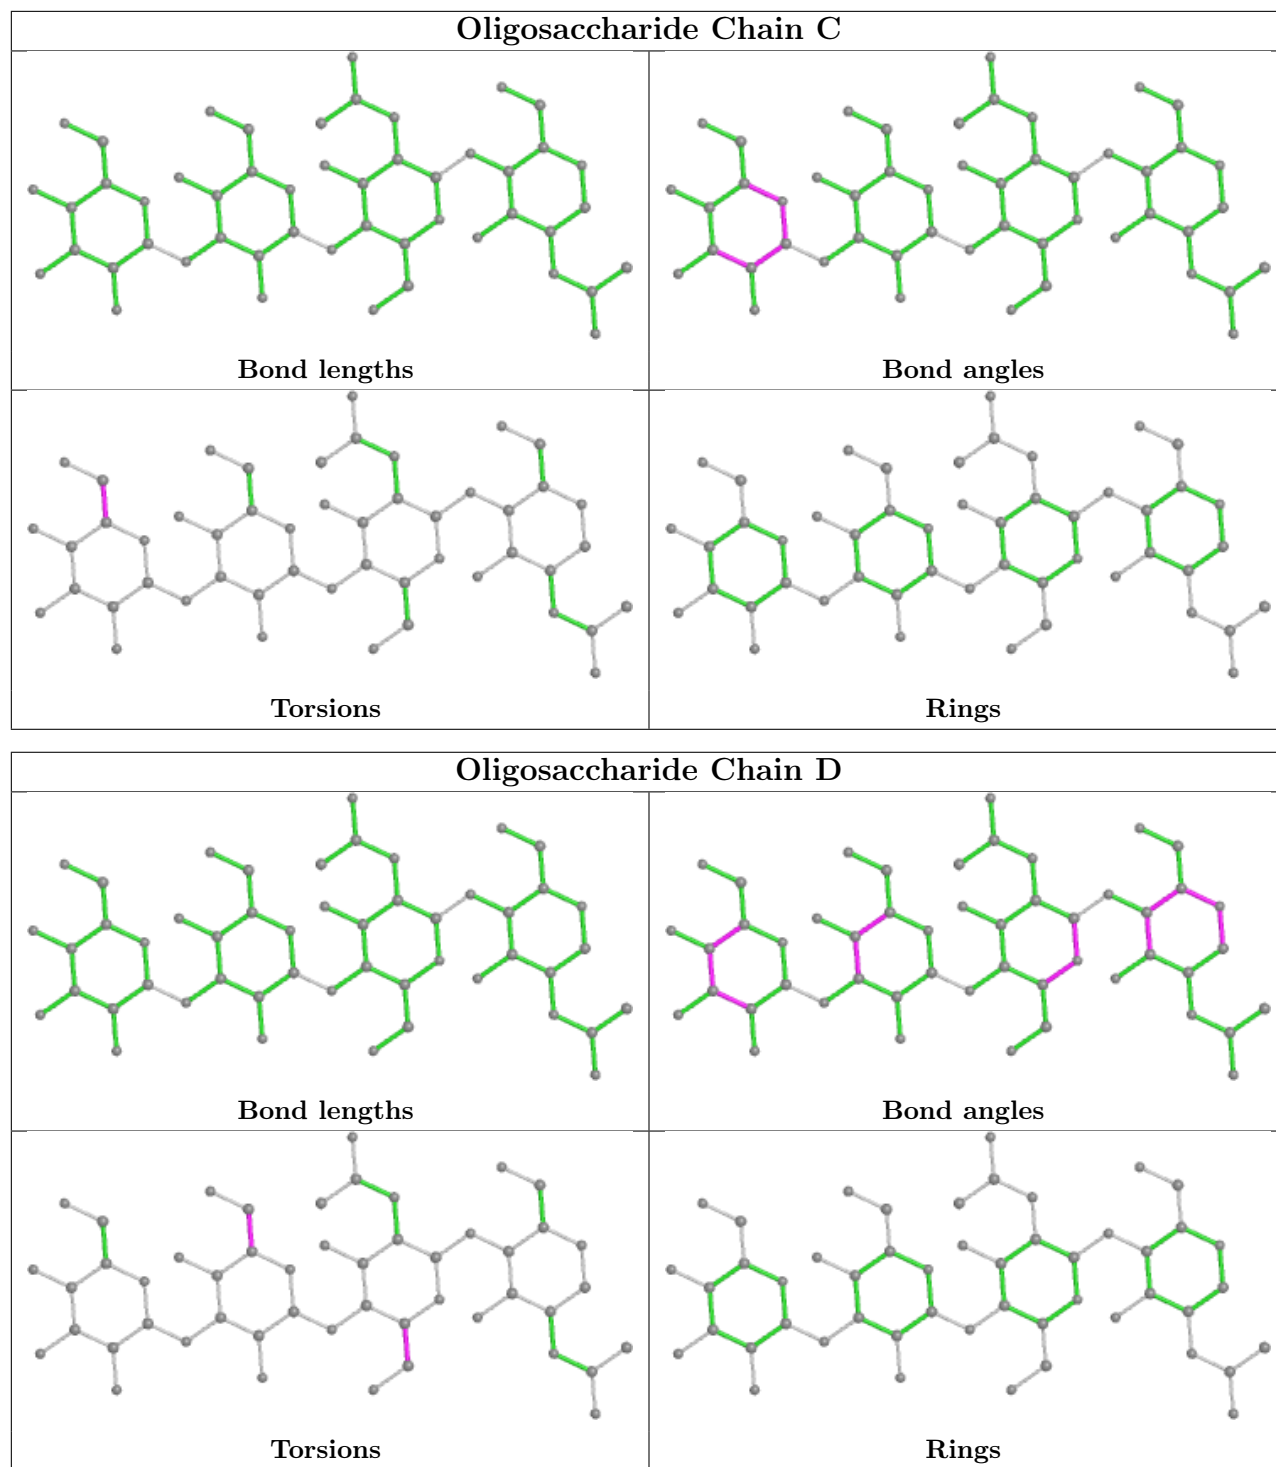 Oligosaccharide Chain C
Bond lengths
Bond angles
Torsions
Rings
Oligosaccharide Chain D
Bond lengths
Bond angles
Torsions
Rings